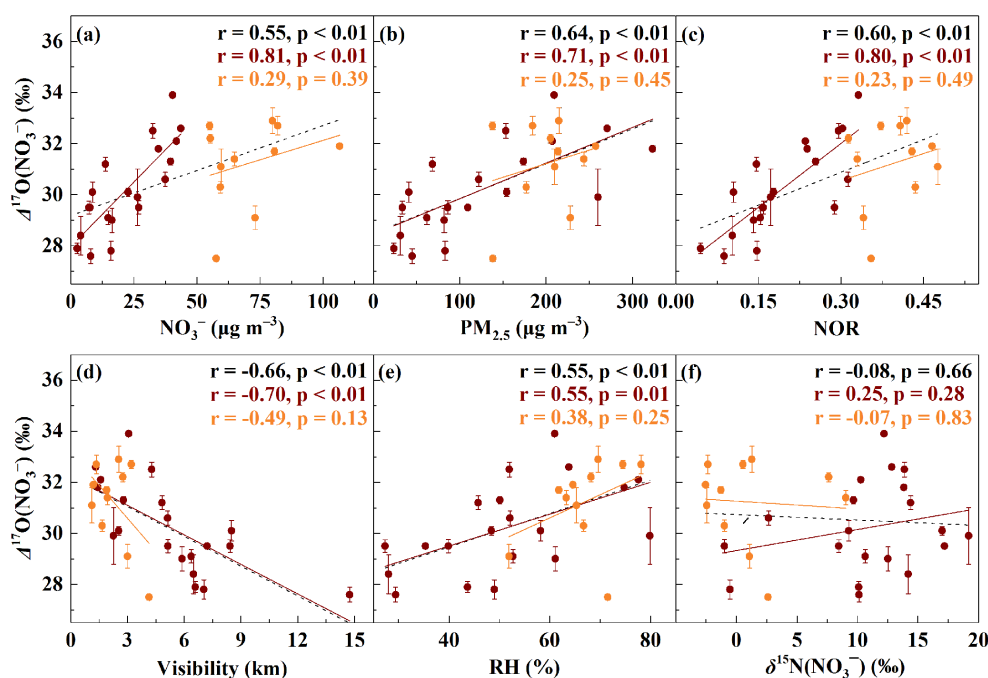 (a)
r = 0.55, p < 0.01
r = 0.81, p < 0.01
r = 0.29, p = 0.39
(b)
r = 0.64, p < 0.01
r = 0.71, p < 0.01
r = 0.25, p = 0.45
(c)
r = 0.60, p < 0.01
r = 0.80, p < 0.01
r = 0.23, p = 0.49
Δ¹⁷O(NO₃⁻) (‰)
36
34
32
30
28
26
0 25 50 75 100
0 100 200 300
0.00 0.15 0.30 0.45
NO₃⁻ (μg m⁻³)
PM₂.₅ (μg m⁻³)
NOR
(d)
r = -0.66, p < 0.01
r = -0.70, p < 0.01
r = -0.49, p = 0.13
(e)
r = 0.55, p < 0.01
r = 0.55, p = 0.01
r = 0.38, p = 0.25
(f)
r = -0.08, p = 0.66
r = 0.25, p = 0.28
r = -0.07, p = 0.83
Δ¹⁷O(NO₃⁻) (‰)
36
34
32
30
28
26
0 3 6 9 12 15
40 60 80
0 5 10 15 20
Visibility (km)
RH (%)
δ¹⁵N(NO₃⁻) (‰)